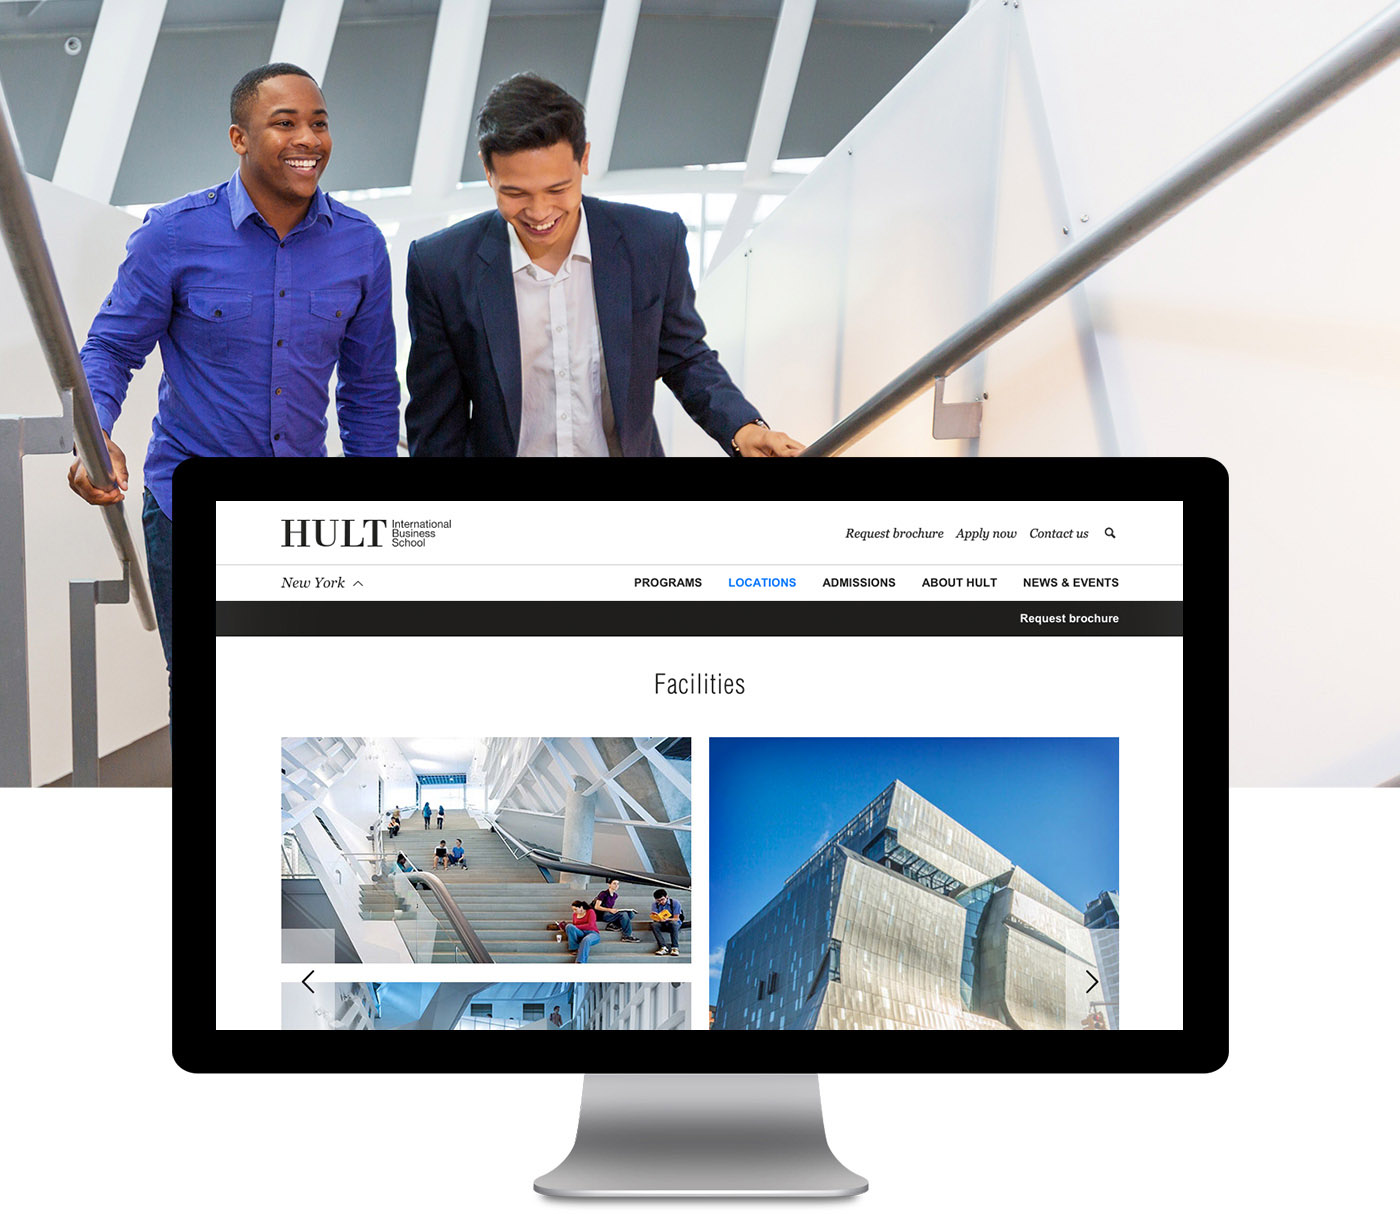 HULT International
Business
School
Request brochure Apply now Contact us
New York
PROGRAMS LOCATIONS ADMISSIONS ABOUT HULT NEWS & EVENTS
Request brochure
Facilities